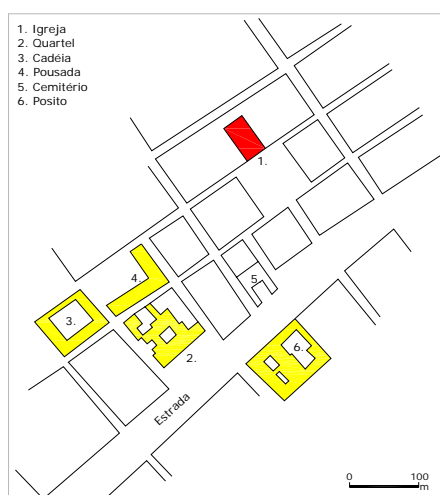 1. Igreja
2. Quartel
3. Cadéia
4. Pousada
5. Cemitério
6. Posito
1.
4.
5
3.
2.
6.
Estrada
0 100
m